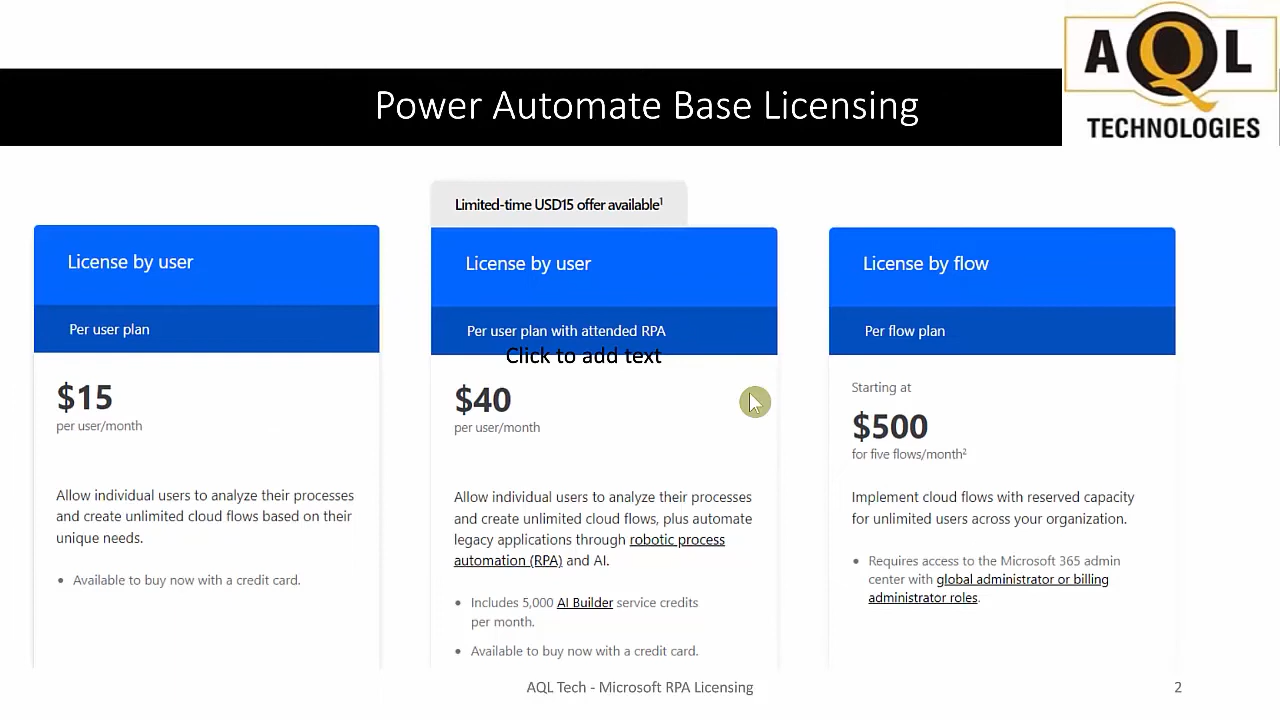 AQL
TECHNOLOGIES
Power Automate Base Licensing
License by user
Per user plan
$15
per user/month
Allow individual users to analyze their processes
and create unlimited cloud flows based on their
unique needs.
• Available to buy now with a credit card.
Limited-time USD15 offer available¹
License by user
Per user plan with attended RPA
Click to add text
$40
per user/month
Allow individual users to analyze their processes
and create unlimited cloud flows, plus automate
legacy applications through robotic process
automation (RPA) and AI.
• Includes 5,000 AI Builder service credits
per month.
• Available to buy now with a credit card.
License by flow
Per flow plan
Starting at
$500
for five flows/month²
Implement cloud flows with reserved capacity
for unlimited users across your organization.
• Requires access to the Microsoft 365 admin
center with global administrator or billing
administrator roles.
AQL Tech - Microsoft RPA Licensing
2